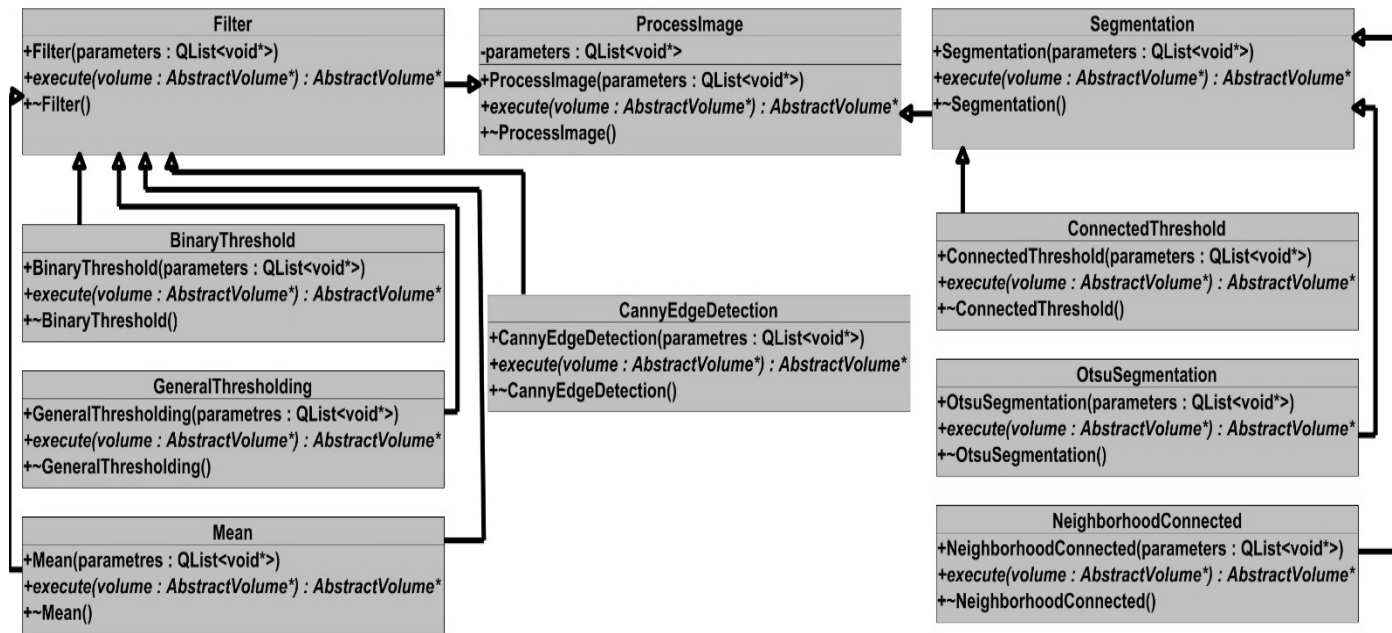 Filter
+Filter(parameters : QList<void*>)
+execute(volume : AbstractVolume*) : AbstractVolume*
+~Filter()
ProcessImage
-parameters : QList<void*>
+ProcessImage(parameters : QList<void*>)
+execute(volume : AbstractVolume*) : AbstractVolume*
+~ProcessImage()
Segmentation
+Segmentation(parameters : QList<void*>)
+execute(volume : AbstractVolume*) : AbstractVolume*
+~Segmentation()
BinaryThreshold
+BinaryThreshold(parameters : QList<void*>)
+execute(volume : AbstractVolume*) : AbstractVolume*
+~BinaryThreshold()
ConnectedThreshold
+ConnectedThreshold(parameters : QList<void*>)
+execute(volume : AbstractVolume*) : AbstractVolume*
+~ConnectedThreshold()
CannyEdgeDetection
+CannyEdgeDetection(parametres : QList<void*>)
+execute(volume : AbstractVolume*) : AbstractVolume*
+~CannyEdgeDetection()
GeneralThresholding
+GeneralThresholding(parametres : QList<void*>)
+execute(volume : AbstractVolume*) : AbstractVolume*
+~GeneralThresholding()
OtsuSegmentation
+OtsuSegmentation(parameters : QList<void*>)
+execute(volume : AbstractVolume*) : AbstractVolume*
+~OtsuSegmentation()
Mean
+Mean(parametres : QList<void*>)
+execute(volume : AbstractVolume*) : AbstractVolume*
+~Mean()
NeighborhoodConnected
+NeighborhoodConnected(parameters : QList<void*>)
+execute(volume : AbstractVolume*) : AbstractVolume*
+~NeighborhoodConnected()